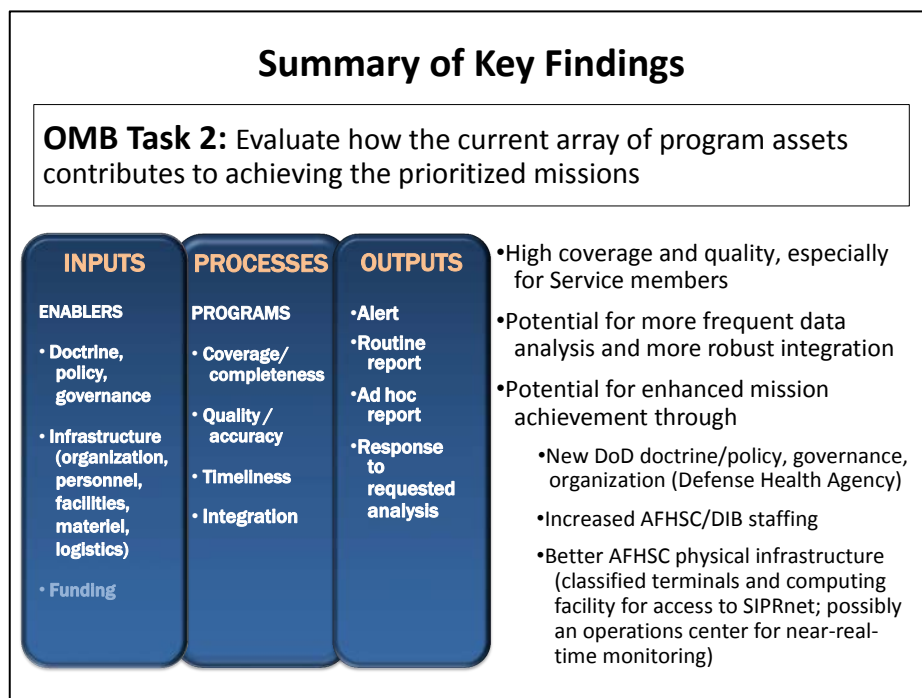 Summary of Key Findings
OMB Task 2: Evaluate how the current array of program assets
contributes to achieving the prioritized missions
INPUTS
ENABLERS
• Doctrine,
policy,
governance
• Infrastructure
(organization,
personnel,
facilities,
materiel,
logistics)
• Funding
PROCESSES
PROGRAMS
• Coverage/
completeness
• Quality /
accuracy
• Timeliness
• Integration
OUTPUTS
•Alert
•Routine
report
•Ad hoc
report
•Response
to
requested
analysis
•High coverage and quality, especially
for Service members
•Potential for more frequent data
analysis and more robust integration
•Potential for enhanced mission
achievement through
•New DoD doctrine/policy, governance,
organization (Defense Health Agency)
•Increased AFHSC/DIB staffing
•Better AFHSC physical infrastructure
(classified terminals and computing
facility for access to SIPRnet; possibly
an operations center for near-real-
time monitoring)